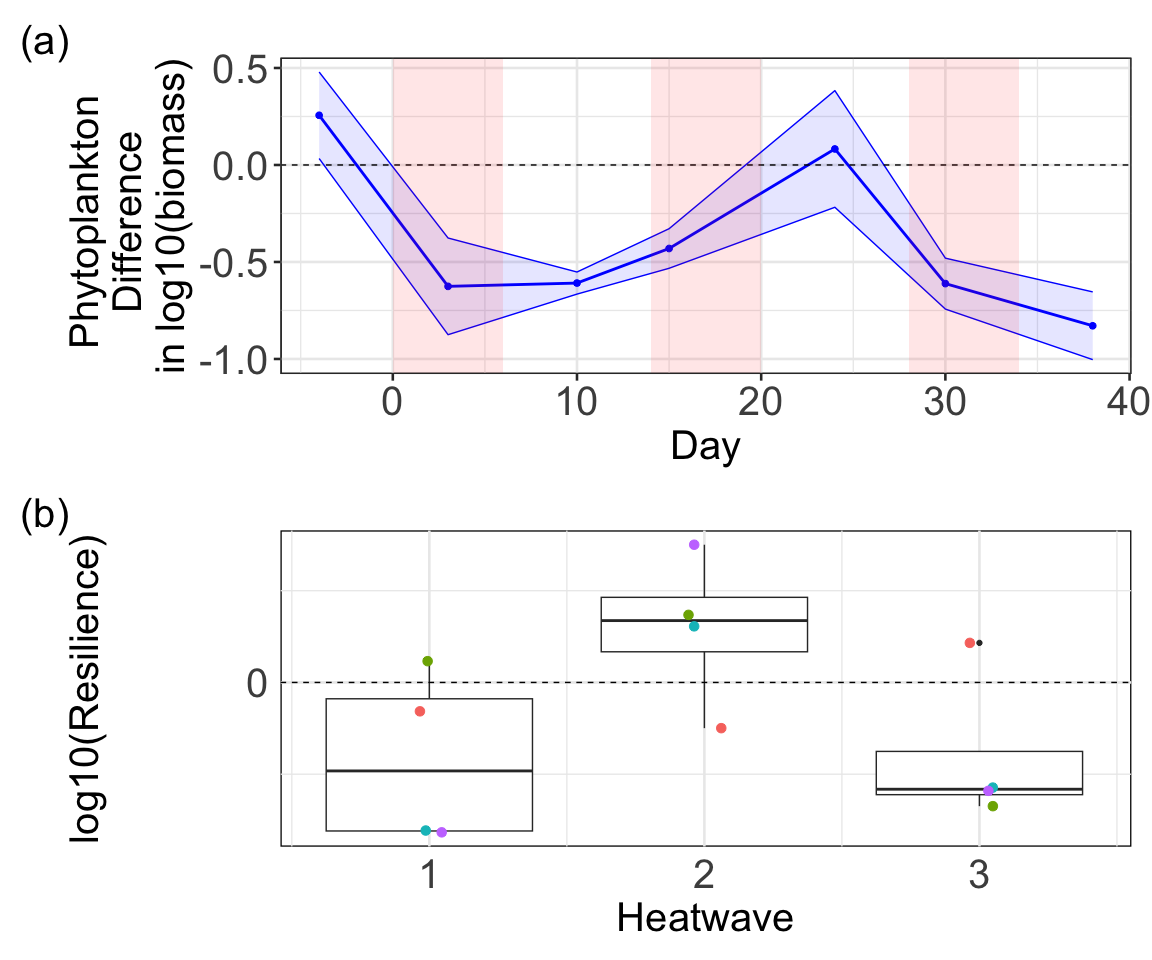 (a)
Phytoplankton
Difference
in log10(biomass)
0.5
0.0
-0.5
-1.0
0 10 20 30 40
Day
(b)
log10(Resilience)
0
1 2 3
Heatwave